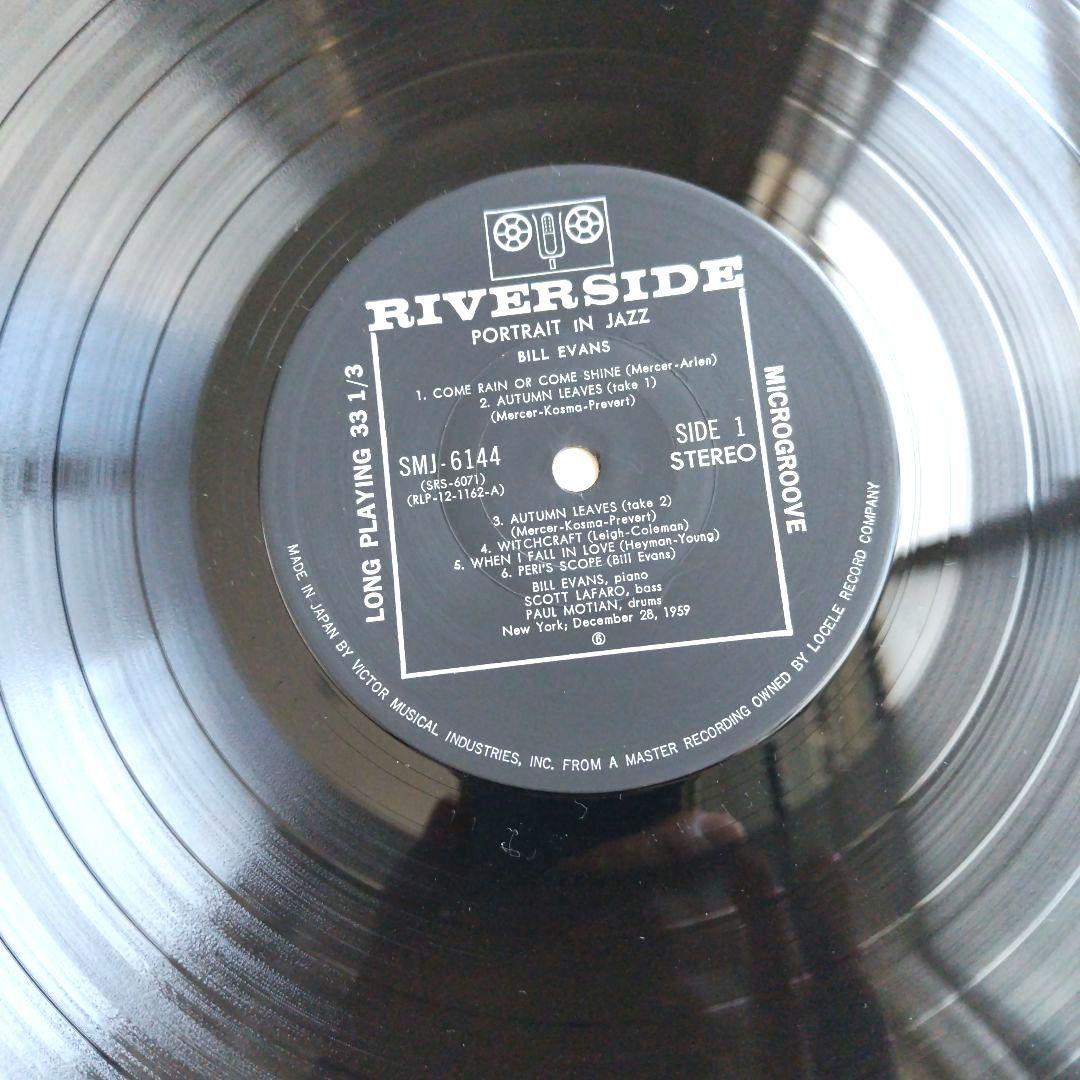 RIVERSIDE
PORTRAIT IN JAZZ
BILL EVANS
1. COME RAIN OR COME SHINE (Mercer-Arlen)
2. AUTUMN LEAVES (take 1)
(Mercer-Kosma-Prevert)
SMJ-6144
(SRS-6071)
(RLP-12-1162-A)
SIDE 1
STEREO
3. AUTUMN LEAVES (take 2)
(Mercer-Kosma-Prevert)
4. WITCHCRAFT (Leigh-Coleman)
5. WHEN I FALL IN LOVE (Heyman-Young)
6. PERI'S SCOPE (Bill Evans)
BILL EVANS, piano
SCOTT LAFARO, bass
PAUL MOTIAN, drums
New York; December 28, 1959
⑥
LONG PLAYING 33 1/3
MICROGROOVE
MADE IN JAPAN BY VICTOR MUSICAL INDUSTRIES, INC. FROM A MASTER RECORDING OWNED BY LOCELE RECORD COMPANY